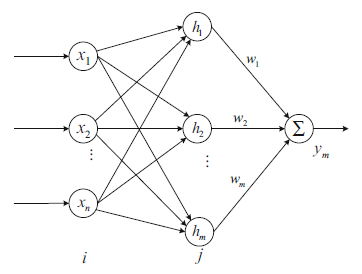 h₁
x₁
w₁
x₂
h₂
w₂
Σ
⋮
⋮
yₘ
wₘ
xₙ
hₘ
i
j